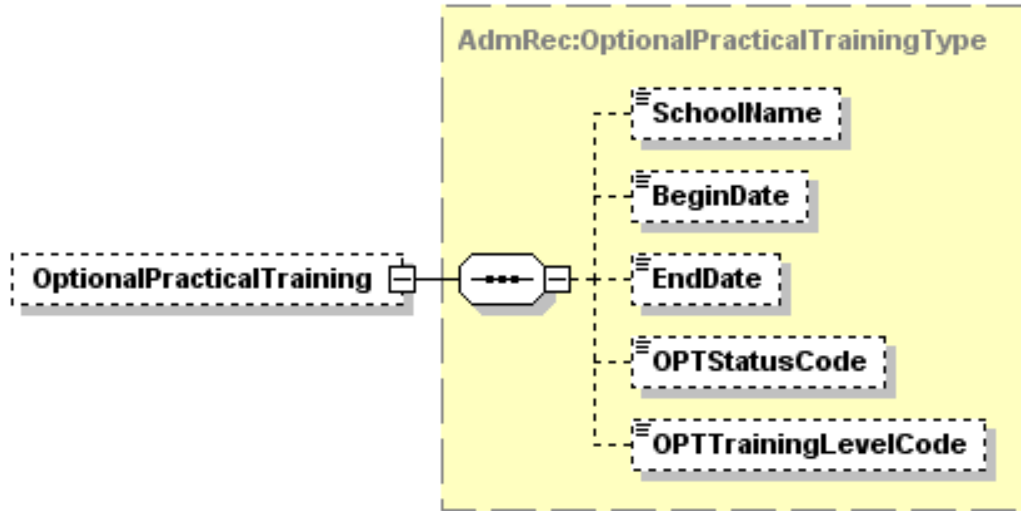 AdmRec:OptionalPracticalTrainingType
SchoolName
BeginDate
OptionalPracticalTraining
EndDate
OPTStatusCode
OPTTrainingLevelCode